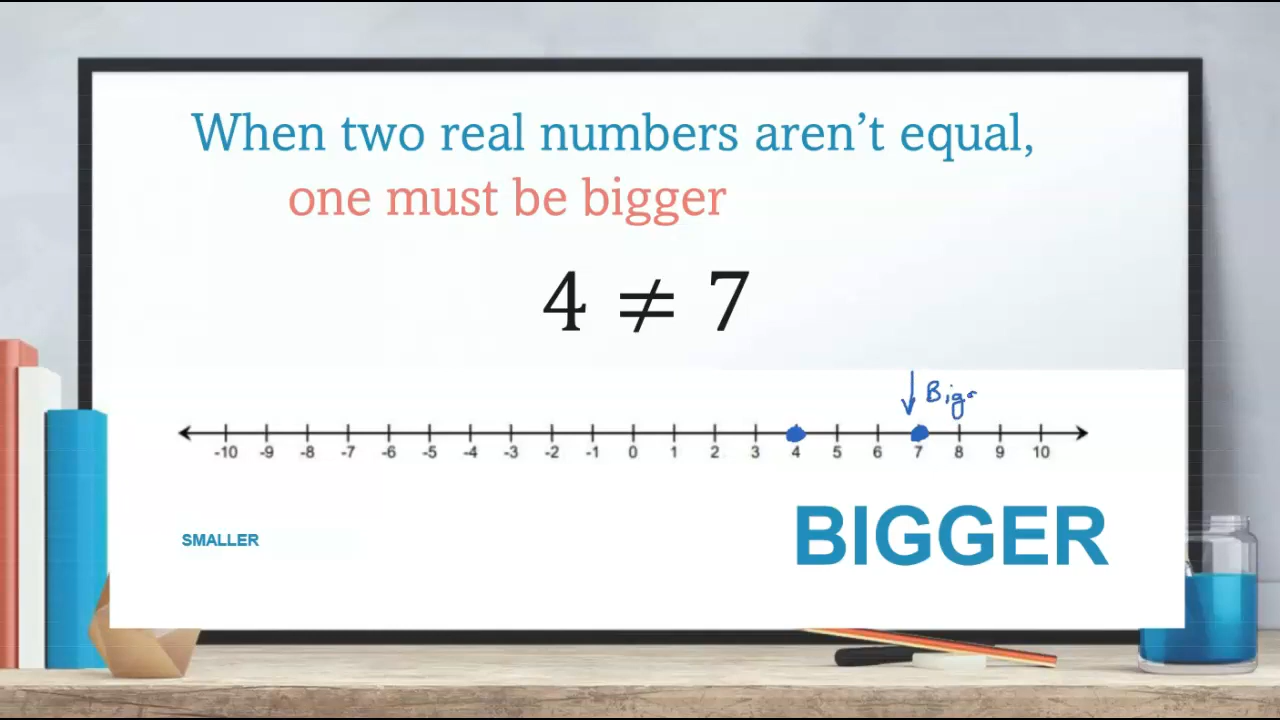 When two real numbers aren’t equal,
one must be bigger
4 ≠ 7
-10 -9 -8 -7 -6 -5 -4 -3 -2 -1 0 1 2 3 4 5 6 7 8 9 10
SMALLER
BIGGER